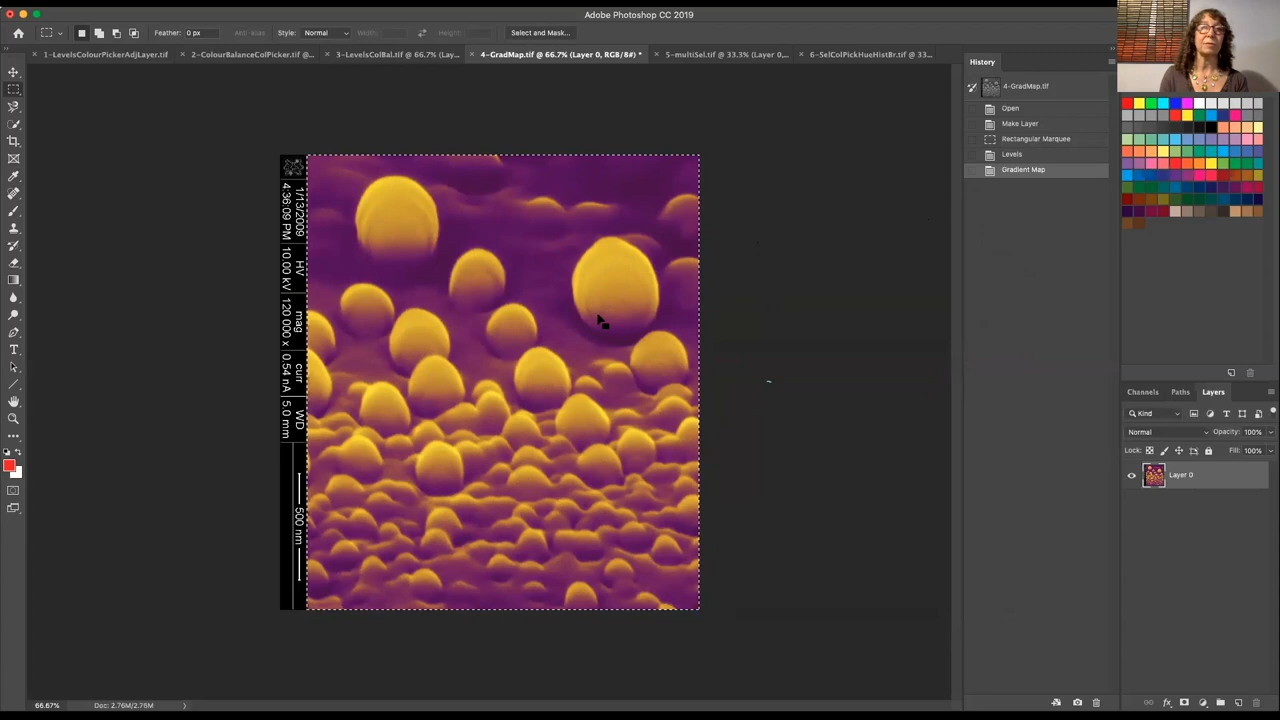 Adobe Photoshop CC 2019
Feather: 0 px
Anti-alias
Style: Normal
Width:
Select and Mask...
1-LevelsColourPickerAdjLayer.tif
2-ColourBalanceColPicker.tif @...
3-LevelsColBal.tif @
GradMap.tif @ 66.7% (Layer 0, RGB/8#) *
5-multiSel.tif @ 33.3% (Layer 0,...
6-SelColPickHueHistBr.tif @ 33...
History
4-GradMap.tif
Open
Make Layer
Rectangular Marquee
Levels
Gradient Map
1/13/2009
4:36:09 PM
HV
10.00 kV
mag
120 000 x
curr
0.54 nA
WD
5.0 mm
500 nm
Channels
Paths
Layers
Kind
Normal
Opacity: 100%
Lock:
Fill: 100%
Layer 0
66.67%
Doc: 2.76M/2.76M